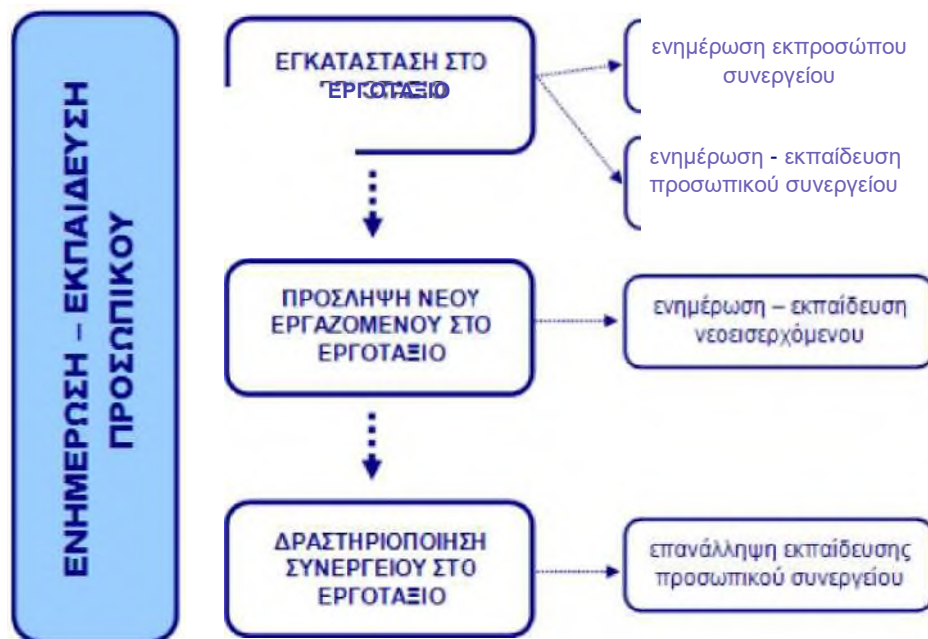 ΕΝΗΜΕΡΩΣΗ – ΕΚΠΑΙΔΕΥΣΗ
ΠΡΟΣΩΠΙΚΟΥ
ΕΓΚΑΤΑΣΤΑΣΗ ΣΤΟ
ΕΡΓΟΤΑΞΙΟ
ενημέρωση εκπροσώπου
συνεργείου
ενημέρωση - εκπαίδευση
προσωπικού συνεργείου
ΠΡΟΣΛΗΨΗ ΝΕΟΥ
ΕΡΓΑΖΟΜΕΝΟΥ ΣΤΟ
ΕΡΓΟΤΑΞΙΟ
ενημέρωση – εκπαίδευση
νεοεισερχόμενου
ΔΡΑΣΤΗΡΙΟΠΟΙΗΣΗ
ΣΥΝΕΡΓΕΙΟΥ ΣΤΟ
ΕΡΓΟΤΑΞΙΟ
επανάλληψη εκπαίδευσης
προσωπικού συνεργείου